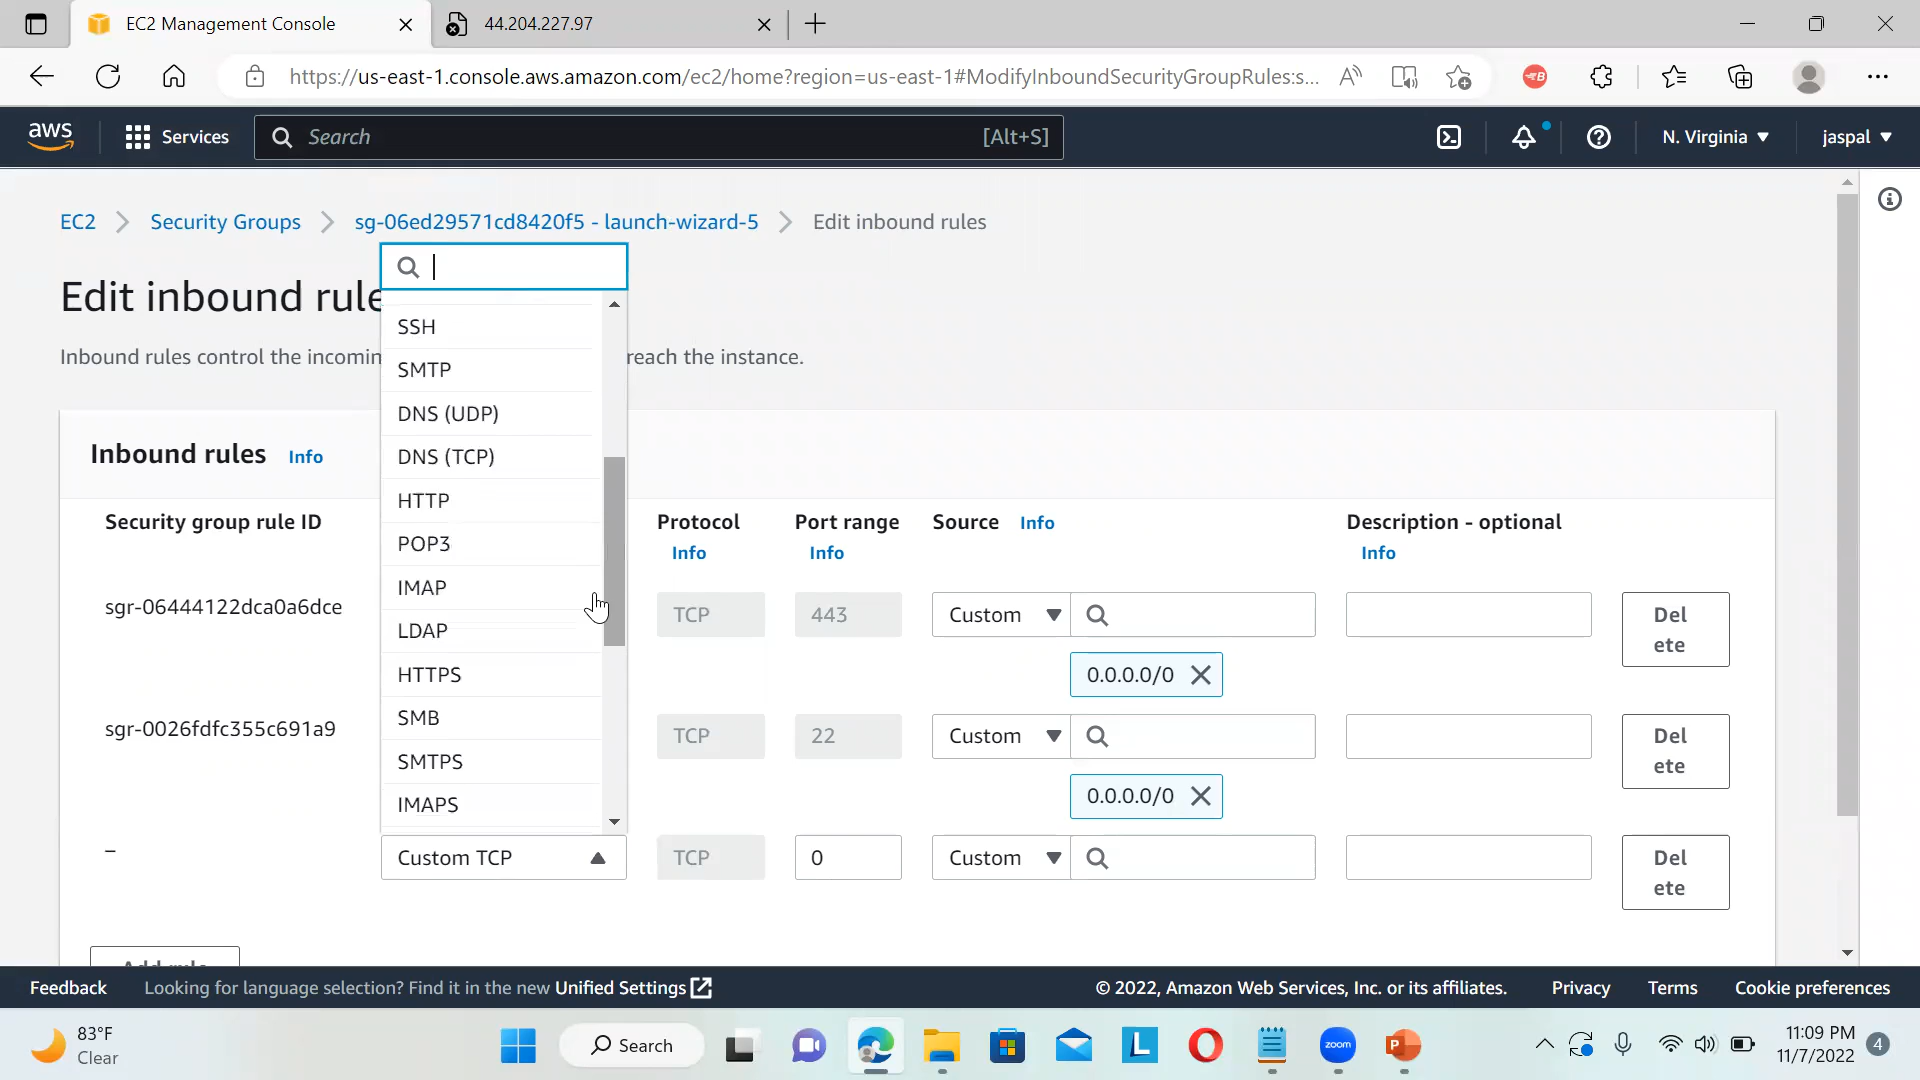 EC2 Management Console
44.204.227.97
https://us-east-1.console.aws.amazon.com/ec2/home?region=us-east-1#ModifyInboundSecurityGroupRules:s...
aws
Services
Search
[Alt+S]
N. Virginia
jaspal
EC2
Security Groups
sg-06ed29571cd8420f5 - launch-wizard-5
Edit inbound rules
Edit inbound rule
Inbound rules control the incomin
reach the instance.
SSH
SMTP
DNS (UDP)
DNS (TCP)
HTTP
POP3
IMAP
LDAP
HTTPS
SMB
SMTPS
IMAPS
Inbound rules Info
Security group rule ID
Protocol
Info
Port range
Info
Source Info
Description - optional
Info
sgr-06444122dca0a6dce
TCP
443
Custom
0.0.0.0/0
Del
ete
sgr-0026fdfc355c691a9
TCP
22
Custom
0.0.0.0/0
Del
ete
–
Custom TCP
TCP
0
Custom
Del
ete
Add rule
Feedback
Looking for language selection? Find it in the new Unified Settings
© 2022, Amazon Web Services, Inc. or its affiliates.
Privacy
Terms
Cookie preferences
83°F
Clear
Search
L
zoom
P
11:09 PM
11/7/2022
4